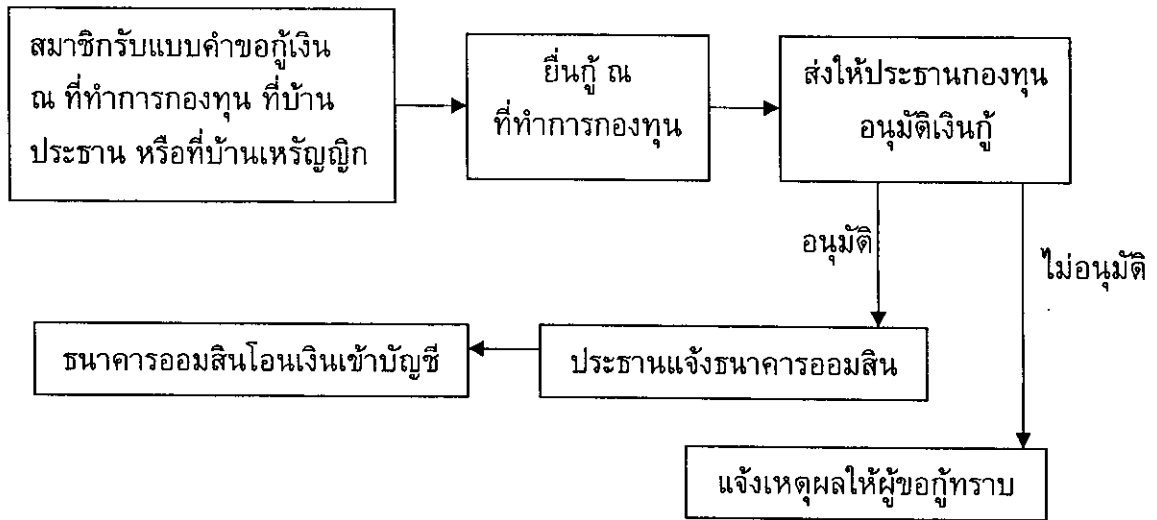 สมาชิกรับแบบคำขอกู้เงิน
ณ ที่ทำการกองทุน ที่บ้าน
ประธาน หรือที่บ้านเหรัญญิก
ยื่นกู้ ณ
ที่ทำการกองทุน
ส่งให้ประธานกองทุน
อนุมัติเงินกู้
อนุมัติ
ไม่อนุมัติ
ธนาคารออมสินโอนเงินเข้าบัญชี
ประธานแจ้งธนาคารออมสิน
แจ้งเหตุผลให้ผู้ขอกู้ทราบ